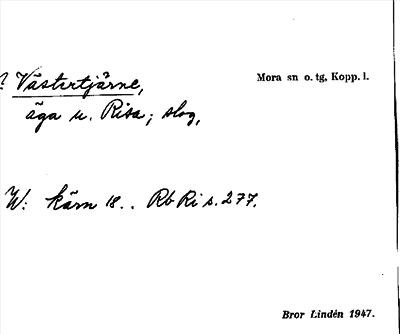 ? Västertjärne,
Mora sn o. tg, Kopp. l.
äga u. Risa; slog,
W: kärn 18. . Rb Ri s. 277.
Bror Lindén 1947.